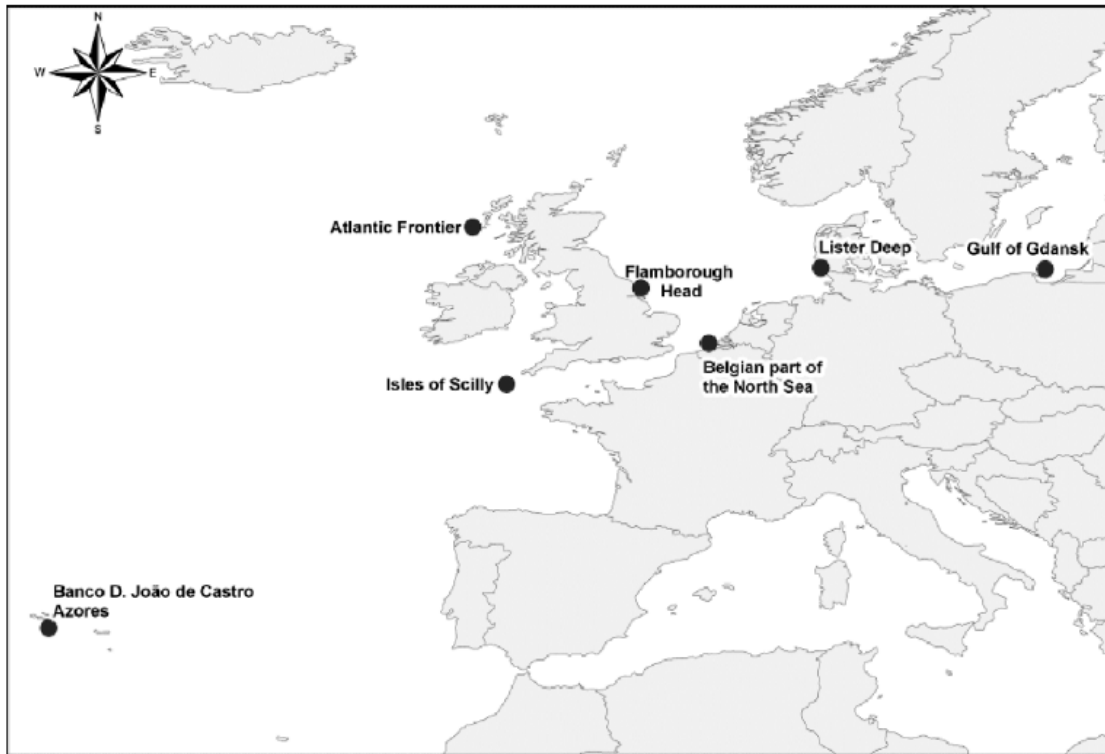 N
W
E
S
Atlantic Frontier
Lister Deep
Gulf of Gdansk
Flamborough
Head
Isles of Scilly
Belgian part of
the North Sea
Banco D. João de Castro
Azores